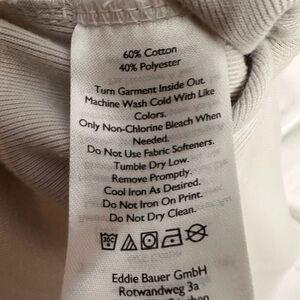 60% Cotton
40% Polyester
Turn Garment Inside Out.
Machine Wash Cold With Like
Colors.
Only Non-Chlorine Bleach When
Needed.
Do Not Use Fabric Softeners.
Tumble Dry Low.
Remove Promptly.
Cool Iron As Desired.
Do Not Iron On Print.
Do Not Dry Clean.
Eddie Bauer GmbH
Rotwandweg 3a